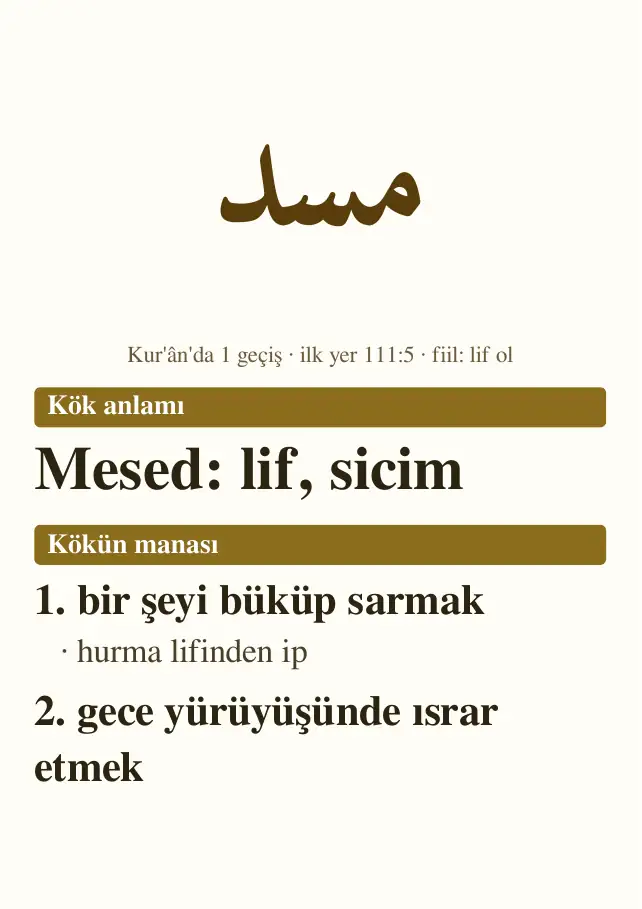 مسد
Kur'ân'da 1 geçiş · ilk yer 111:5 · fiil: lif ol
Kök anlamı
Mesed: lif, sicim
Kökün manası
1. bir şeyi büküp sarmak
· hurma lifinden ip
2. gece yürüyüşünde ısrar
etmek